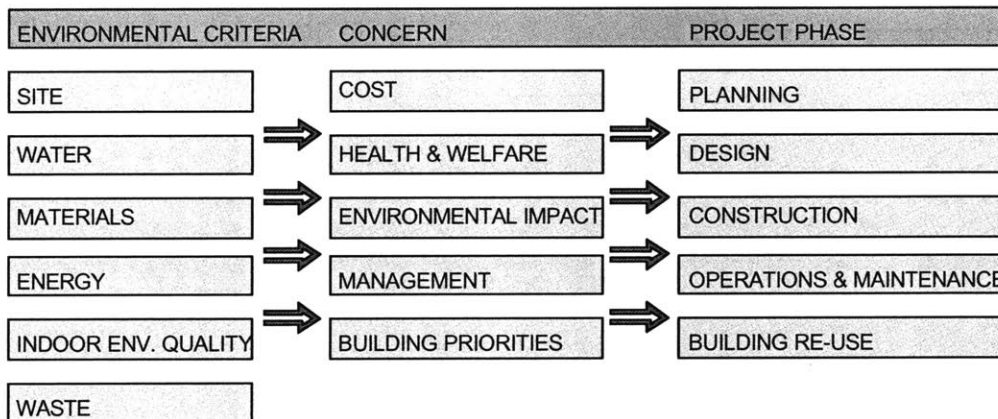 ENVIRONMENTAL CRITERIA CONCERN PROJECT PHASE
SITE COST PLANNING
WATER HEALTH & WELFARE DESIGN
MATERIALS ENVIRONMENTAL IMPACT CONSTRUCTION
ENERGY MANAGEMENT OPERATIONS & MAINTENANCE
INDOOR ENV. QUALITY BUILDING PRIORITIES BUILDING RE-USE
WASTE